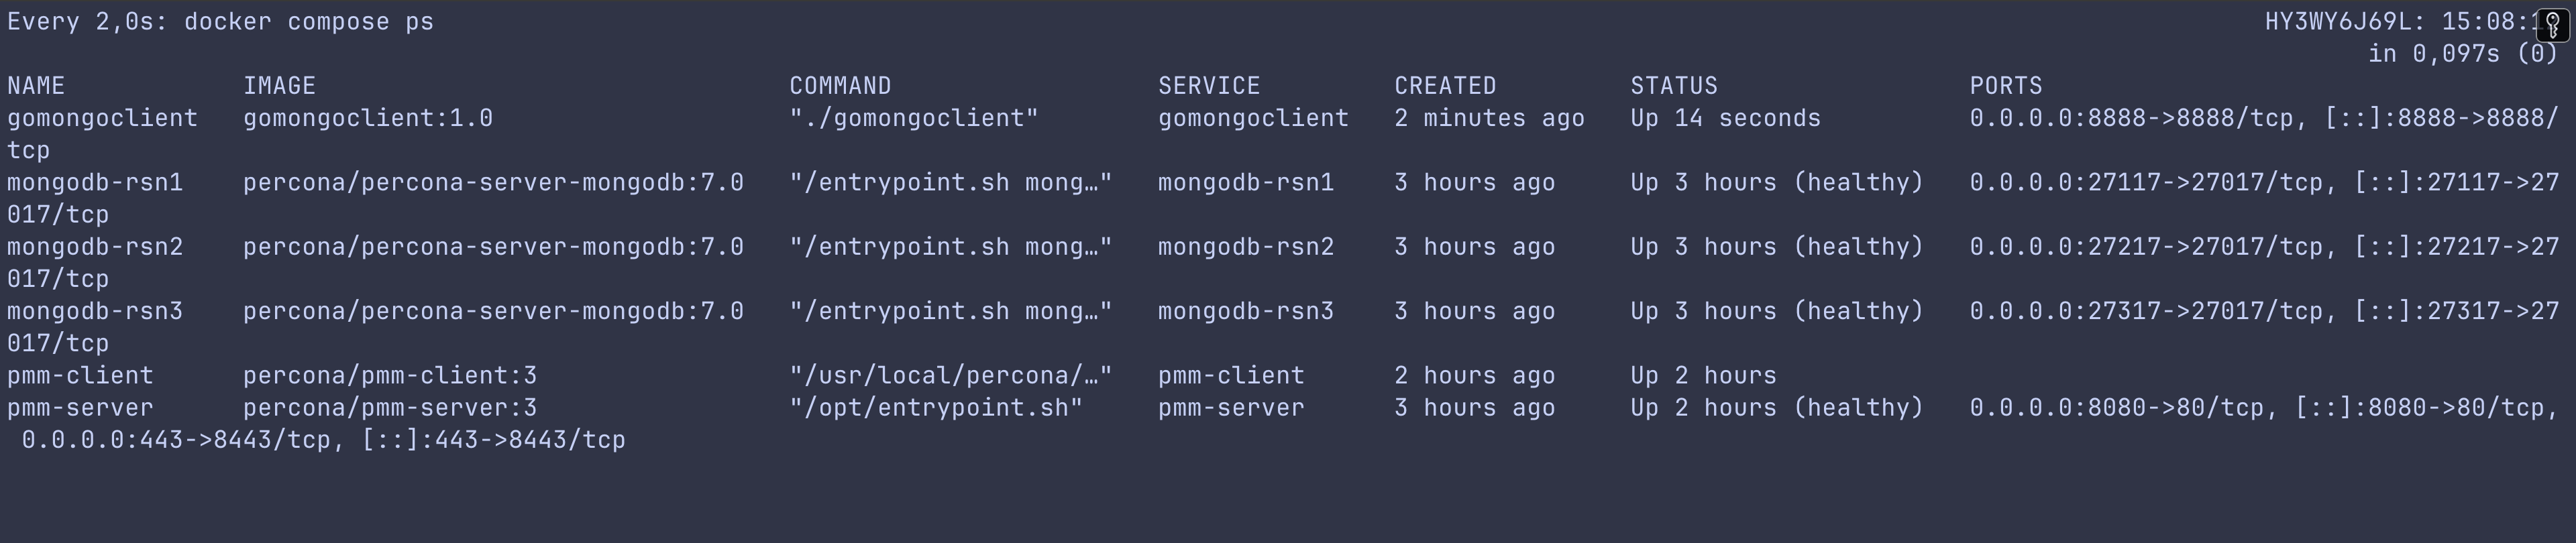 Every 2,0s: docker compose ps HY3WY6J69L: 15:08:
in 0,097s (0)
NAME IMAGE COMMAND SERVICE CREATED STATUS PORTS
gomongoclient gomongoclient:1.0 "./gomongoclient" gomongoclient 2 minutes ago Up 14 seconds 0.0.0.0:8888->8888/tcp, [::]:8888->8888/
tcp
mongodb-rsn1 percona/percona-server-mongodb:7.0 "/entrypoint.sh mong…" mongodb-rsn1 3 hours ago Up 3 hours (healthy) 0.0.0.0:27117->27017/tcp, [::]:27117->27
017/tcp
mongodb-rsn2 percona/percona-server-mongodb:7.0 "/entrypoint.sh mong…" mongodb-rsn2 3 hours ago Up 3 hours (healthy) 0.0.0.0:27217->27017/tcp, [::]:27217->27
017/tcp
mongodb-rsn3 percona/percona-server-mongodb:7.0 "/entrypoint.sh mong…" mongodb-rsn3 3 hours ago Up 3 hours (healthy) 0.0.0.0:27317->27017/tcp, [::]:27317->27
017/tcp
pmm-client percona/pmm-client:3 "/usr/local/percona/…" pmm-client 2 hours ago Up 2 hours
pmm-server percona/pmm-server:3 "/opt/entrypoint.sh" pmm-server 3 hours ago Up 2 hours (healthy) 0.0.0.0:8080->80/tcp, [::]:8080->80/tcp,
0.0.0.0:443->8443/tcp, [::]:443->8443/tcp